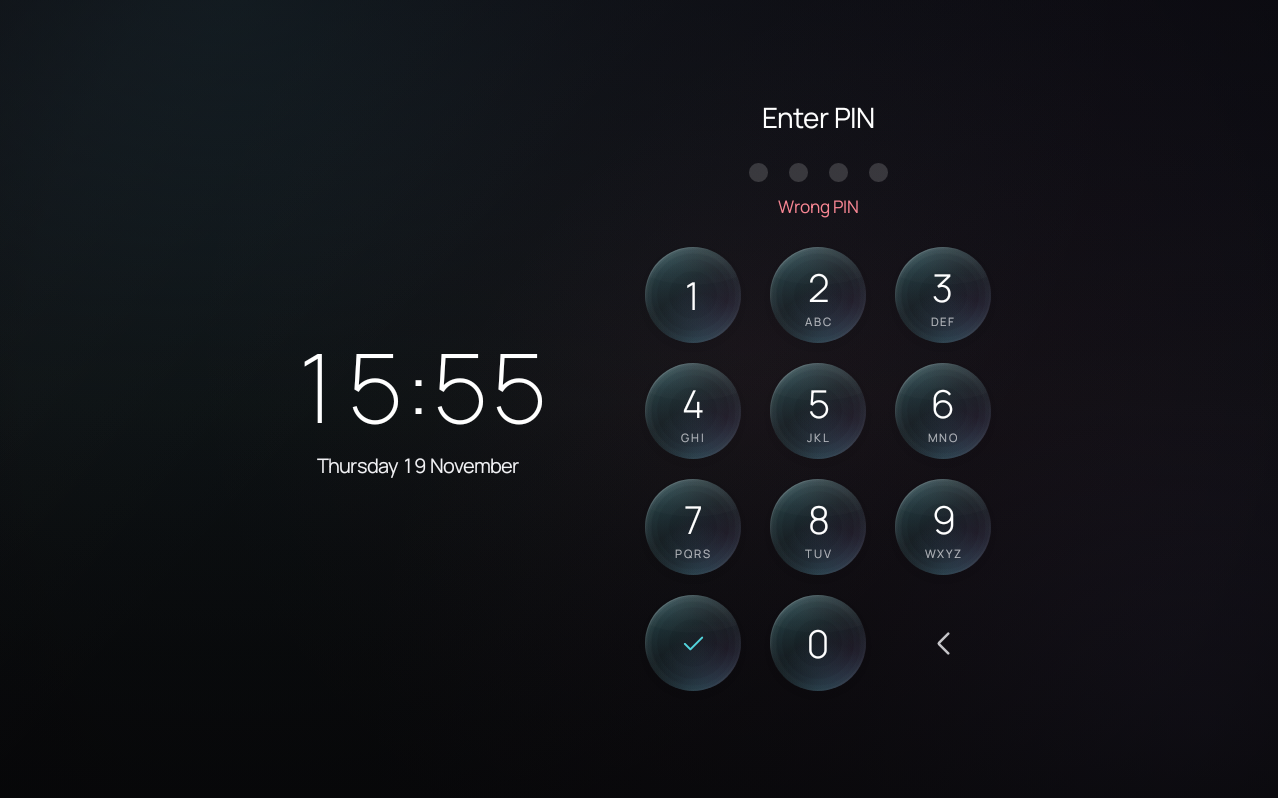 Enter PIN
Wrong PIN
1
2
ABC
3
DEF
15:55
Thursday 19 November
4
GHI
5
JKL
6
MNO
7
PQRS
8
TUV
9
WXYZ
0